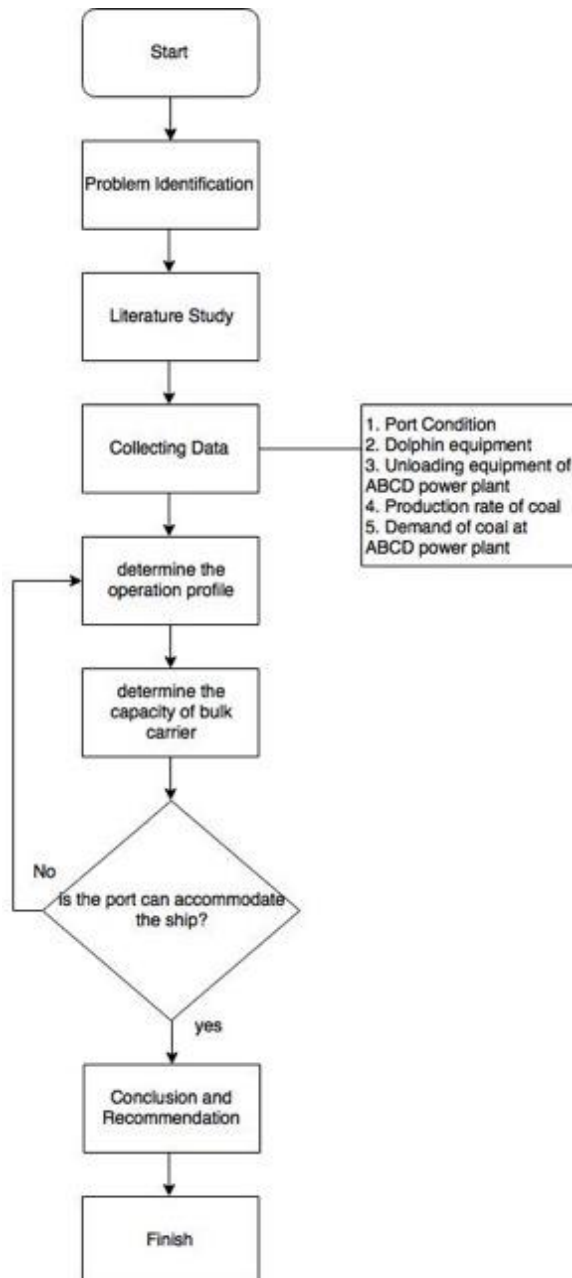 Start
Problem Identification
Literature Study
Collecting Data
1. Port Condition
2. Dolphin equipment
3. Unloading equipment of
ABCD power plant
4. Production rate of coal
5. Demand of coal at
ABCD power plant
determine the
operation profile
determine the
capacity of bulk
carrier
No
is the port can accommodate
the ship?
yes
Conclusion and
Recommendation
Finish